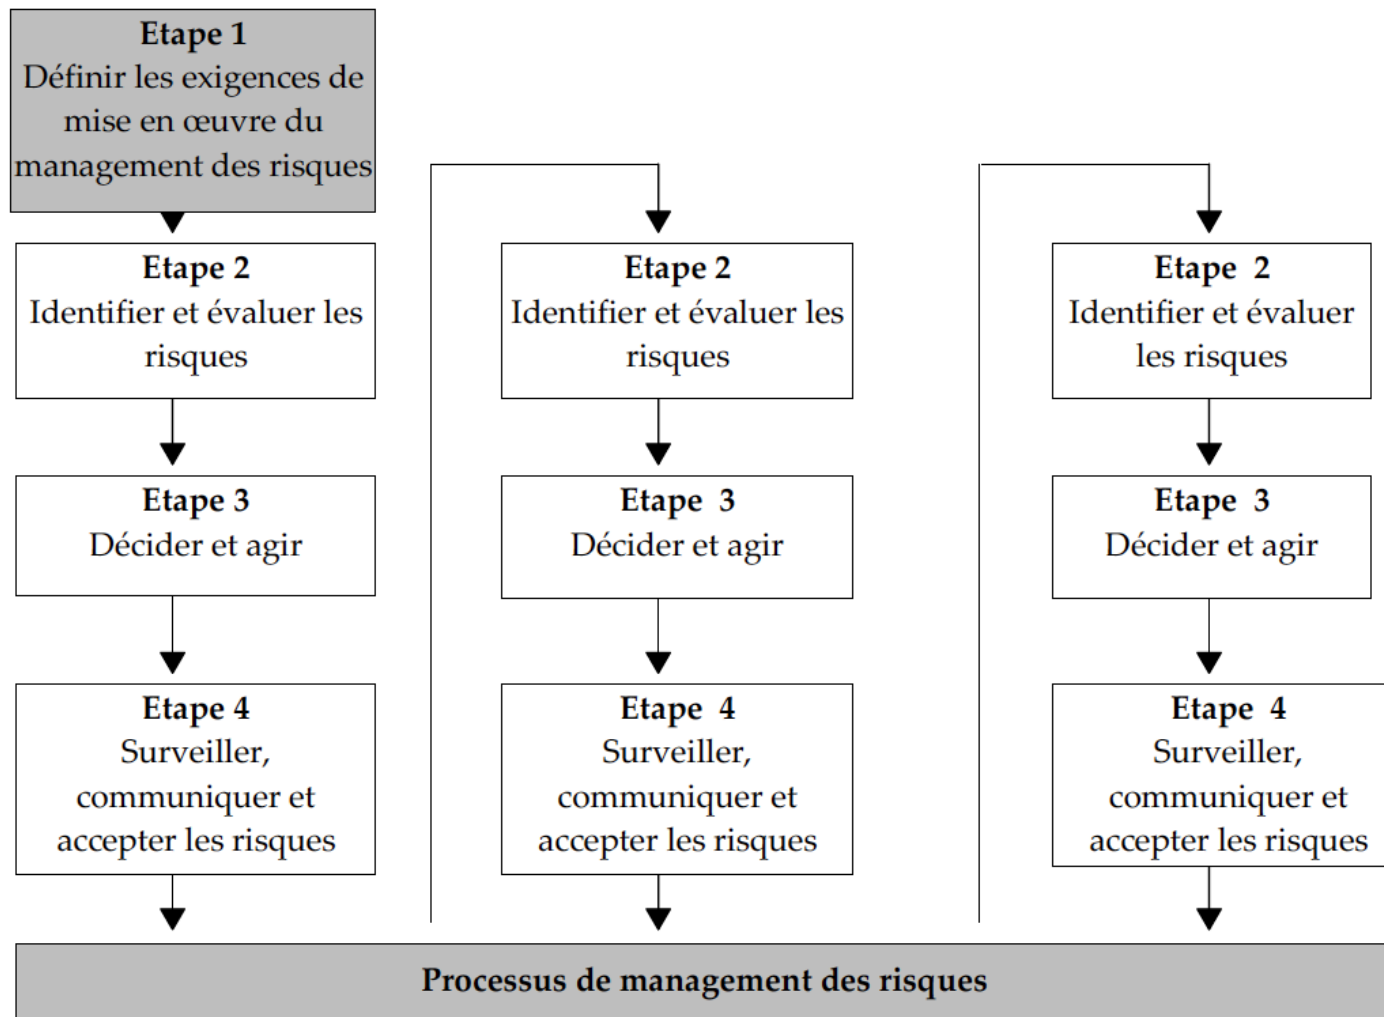 Etape 1
Définir les exigences de
mise en œuvre du
management des risques
Etape 2
Identifier et évaluer les
risques
Etape 3
Décider et agir
Etape 4
Surveiller,
communiquer et
accepter les risques
Etape 2
Identifier et évaluer les
risques
Etape 3
Décider et agir
Etape 4
Surveiller,
communiquer et
accepter les risques
Etape 2
Identifier et évaluer
les risques
Etape 3
Décider et agir
Etape 4
Surveiller,
communiquer et
accepter les risques
Processus de management des risques